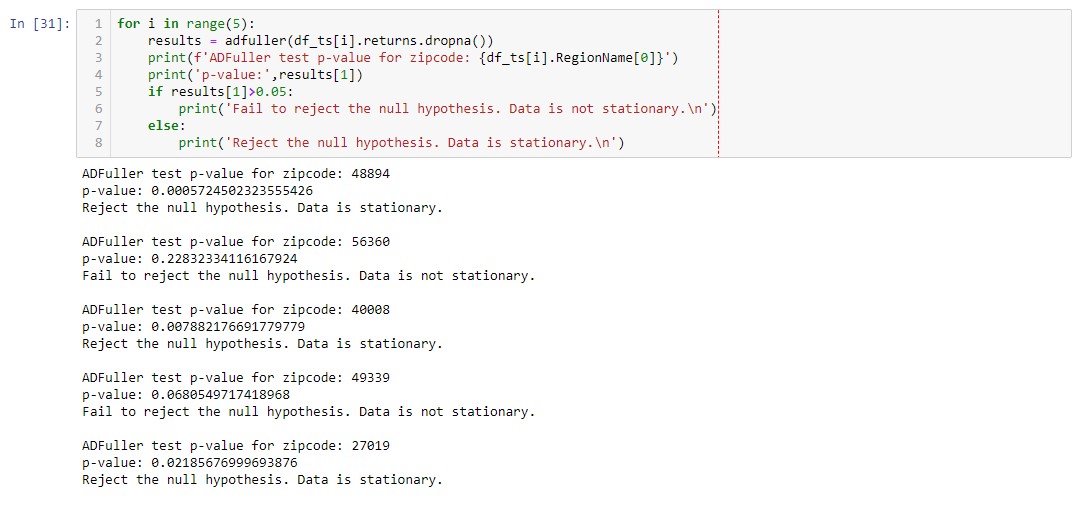 In [31]:
1 for i in range(5):
2     results = adfuller(df_ts[i].returns.dropna())
3     print(f'ADFuller test p-value for zipcode: {df_ts[i].RegionName[0]}')
4     print('p-value:',results[1])
5     if results[1]>0.05:
6         print('Fail to reject the null hypothesis. Data is not stationary.\n')
7     else:
8         print('Reject the null hypothesis. Data is stationary.\n')
ADFuller test p-value for zipcode: 48894
p-value: 0.0005724502323555426
Reject the null hypothesis. Data is stationary.
ADFuller test p-value for zipcode: 56360
p-value: 0.22832334116167924
Fail to reject the null hypothesis. Data is not stationary.
ADFuller test p-value for zipcode: 40008
p-value: 0.007882176691779779
Reject the null hypothesis. Data is stationary.
ADFuller test p-value for zipcode: 49339
p-value: 0.0680549717418968
Fail to reject the null hypothesis. Data is not stationary.
ADFuller test p-value for zipcode: 27019
p-value: 0.02185676999693876
Reject the null hypothesis. Data is stationary.